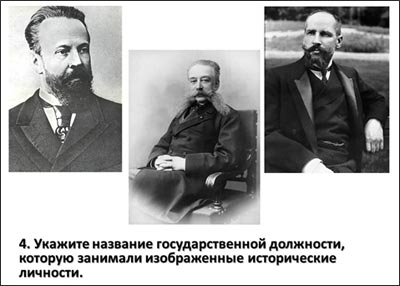 4. Укажите название государственной должности,
которую занимали изображенные исторические
личности.